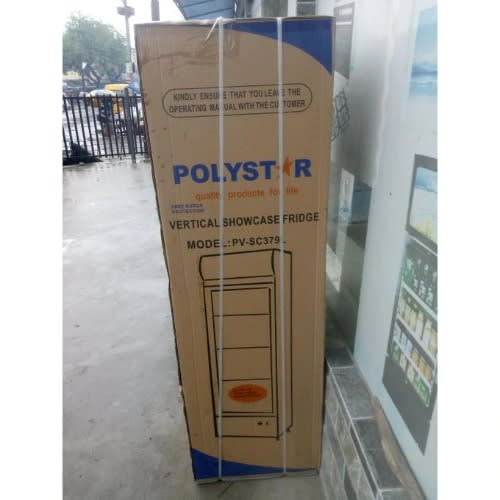 KINDLY ENSURE THAT YOU LEAVE THE
OPERATING MANUAL WITH THE CUSTOMER
POLYSTAR
quality products for life
VERTICAL SHOWCASE FRIDGE
MODEL:PV-SC379L